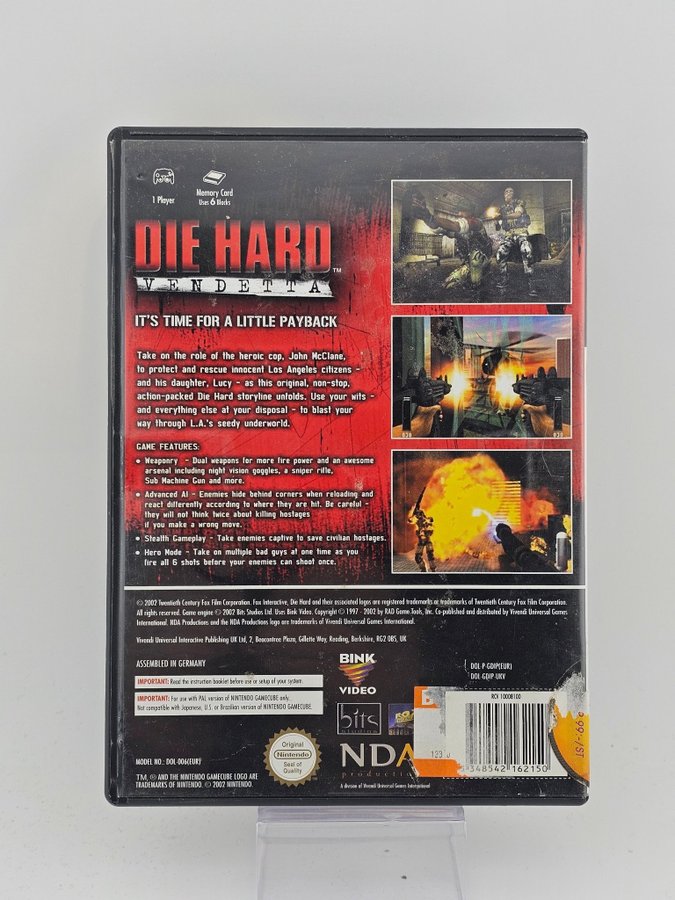 1 Player
Memory Card
Uses 6 Blocks
DIE HARD™
VENDETTA
IT'S TIME FOR A LITTLE PAYBACK
Take on the role of the heroic cop, John McClane,
to protect and rescue innocent Los Angeles citizens -
and his daughter, Lucy - as this original, non-stop,
action-packed Die Hard storyline unfolds. Use your wits -
and everything else at your disposal - to blast your
way through L.A.'s seedy underworld.
GAME FEATURES:
• Weaponry - Dual weapons for more fire power and an awesome
arsenal including night vision goggles, a sniper rifle,
Sub Machine Gun and more.
• Advanced AI - Enemies hide behind corners when reloading and
react differently according to where they are hit. Be careful -
they will not think twice about killing hostages
if you make a wrong move.
• Stealth Gameplay - Take enemies captive to save civilian hostages.
• Hero Mode - Take on multiple bad guys at one time as you
fire all 6 shots before your enemies can shoot once.
© 2002 Twentieth Century Fox Film Corporation. Fox Interactive, Die Hard and their associated logos are registered trademarks or trademarks of Twentieth Century Fox Film Corporation.
All rights reserved. Game engine © 2002 Bits Studios Ltd. Uses Bink Video. Copyright © 1997 - 2002 by RAD Game Tools, Inc. Co-published and distributed by Vivendi Universal Games
International. NDA Productions and the NDA Productions logo are trademarks of Vivendi Universal Games International.
Vivendi Universal Interactive Publishing UK Ltd, 2, Beacontree Plaza, Gillette Way, Reading, Berkshire, RG2 0BS, UK
ASSEMBLED IN GERMANY
IMPORTANT: Read the instruction booklet before use or setup of your system.
IMPORTANT: For use with PAL version of NINTENDO GAMECUBE only.
Not compatible with Japanese, U.S. or Brazilian version of NINTENDO GAMECUBE.
MODEL NO.: DOL-006(EUR)
TM, ® AND THE NINTENDO GAMECUBE LOGO ARE
TRADEMARKS OF NINTENDO. © 2002 NINTENDO.
Original
Nintendo
Seal of
Quality
BINK
VIDEO
bits
studios
FOX
NDA
productio
A division of Vivendi Universal Games International
DOL P-GDIP(EUR)
DOL-GDIP UKV
RCV 10008100
348542 162150